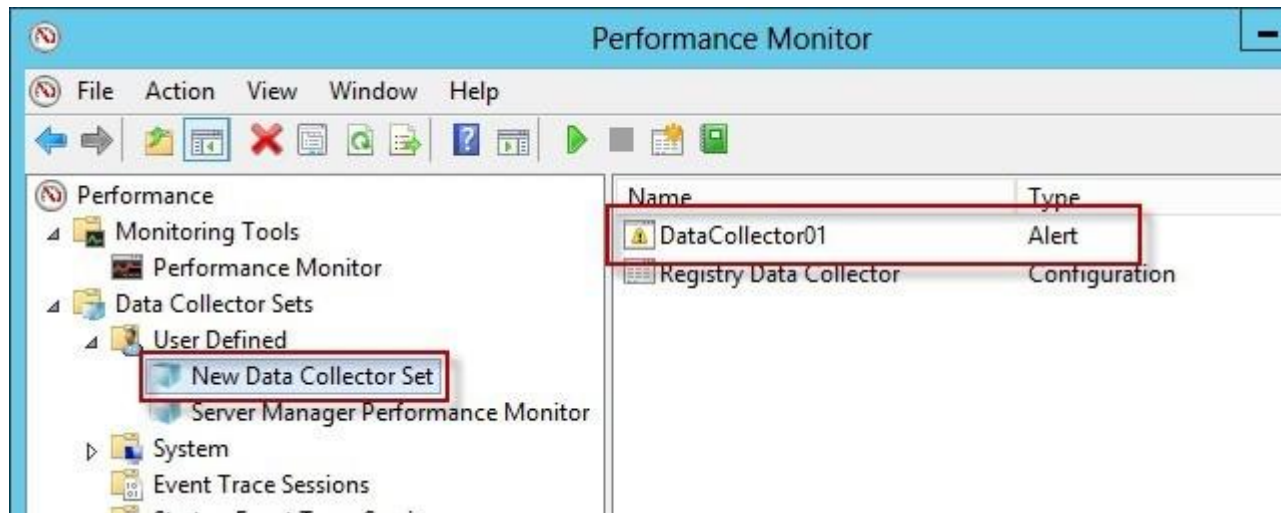 Performance Monitor
File Action View Window Help
Performance
Monitoring Tools
Performance Monitor
Data Collector Sets
User Defined
New Data Collector Set
Server Manager Performance Monitor
System
Event Trace Sessions
Name Type
DataCollector01 Alert
Registry Data Collector Configuration